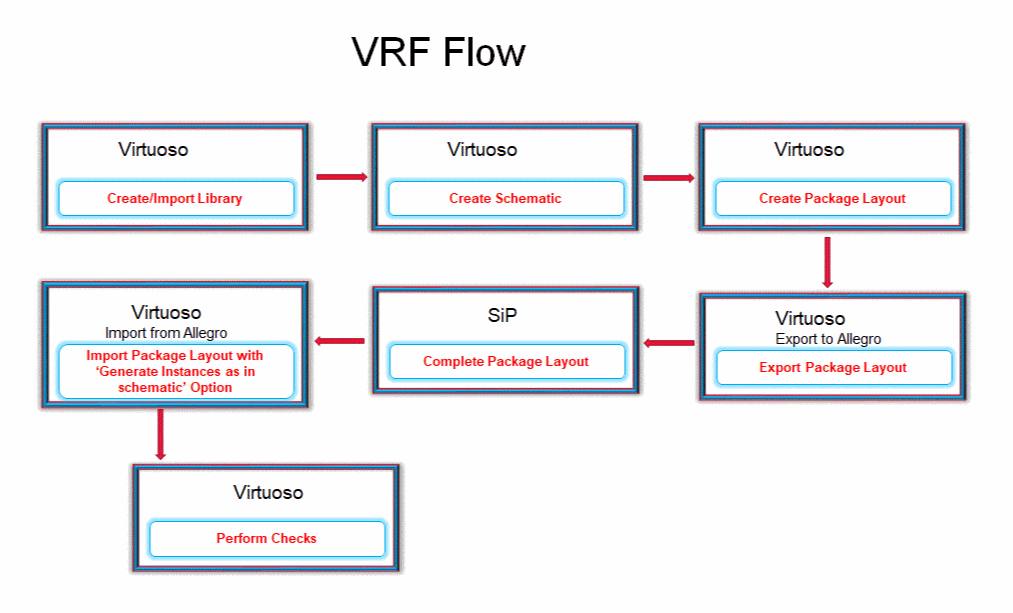 VRF Flow
Virtuoso
Create/Import Library
Virtuoso
Create Schematic
Virtuoso
Create Package Layout
Virtuoso
Export to Allegro
Export Package Layout
SiP
Complete Package Layout
Virtuoso
Import from Allegro
Import Package Layout with
‘Generate Instances as in
schematic’ Option
Virtuoso
Perform Checks